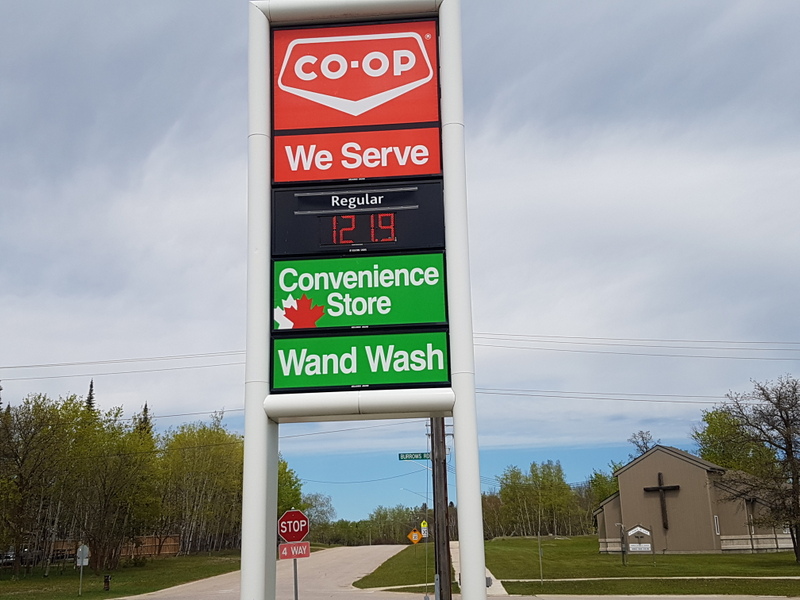 CO-OP
We Serve
Regular
121.9
Convenience
Store
Wand Wash
BURROWS RD
STOP
4 WAY